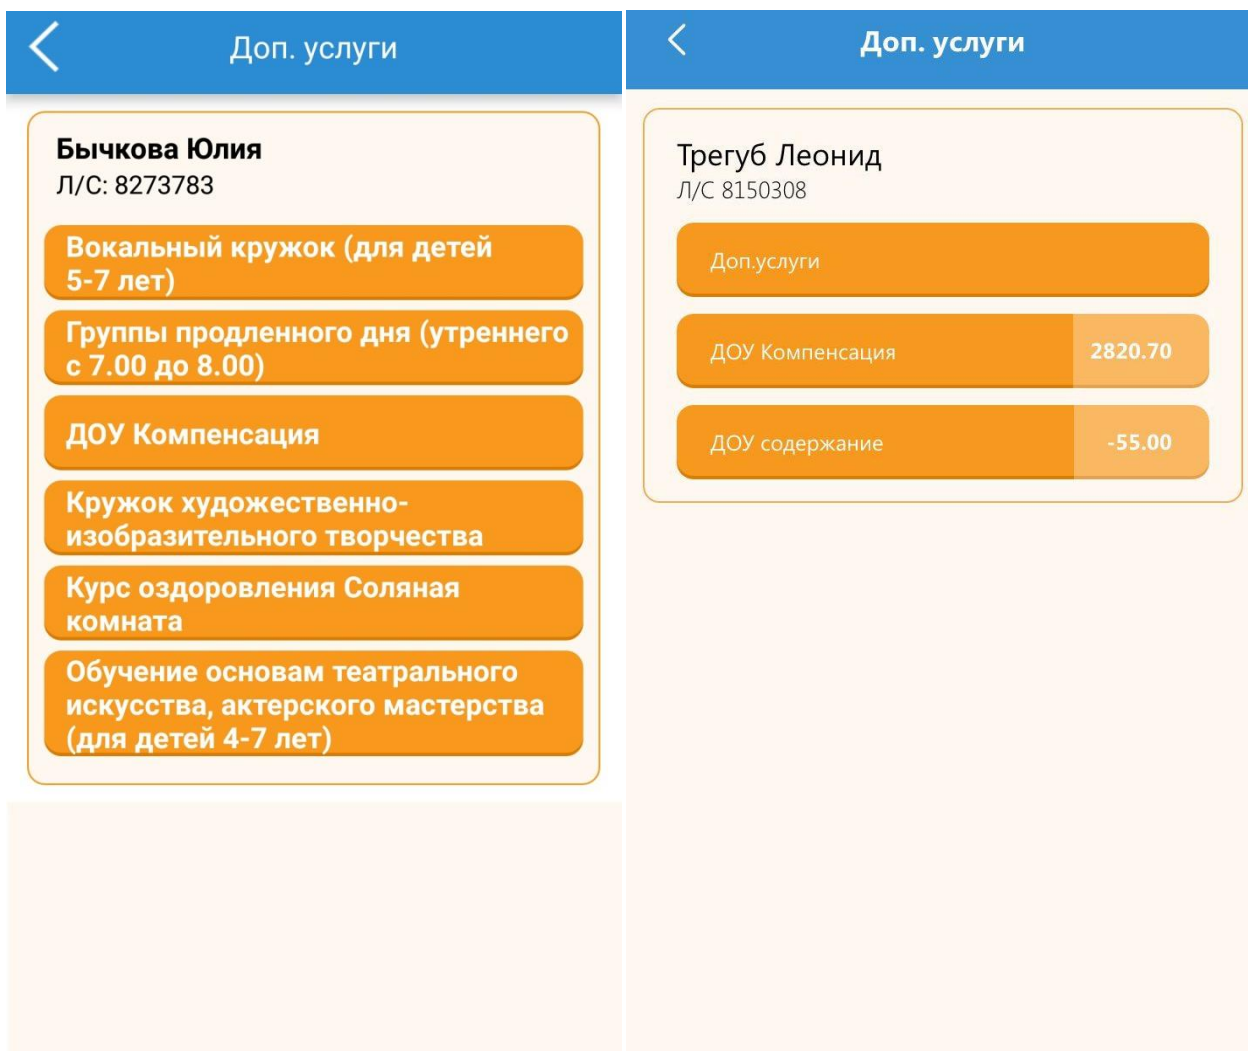 Доп. услуги
Бычкова Юлия
Л/С: 8273783
Вокальный кружок (для детей
5-7 лет)
Группы продленного дня (утреннего
с 7.00 до 8.00)
ДОУ Компенсация
Кружок художественно-
изобразительного творчества
Курс оздоровления Соляная
комната
Обучение основам театрального
искусства, актерского мастерства
(для детей 4-7 лет)
Доп. услуги
Трегуб Леонид
Л/С 8150308
Доп.услуги
ДОУ Компенсация 2820.70
ДОУ содержание -55.00